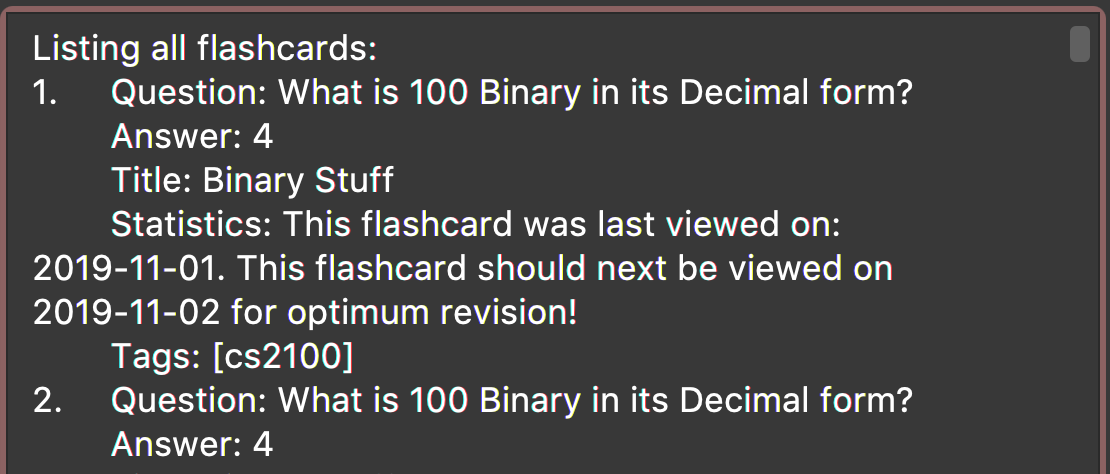 Listing all flashcards:
1. Question: What is 100 Binary in its Decimal form?
Answer: 4
Title: Binary Stuff
Statistics: This flashcard was last viewed on:
2019-11-01. This flashcard should next be viewed on
2019-11-02 for optimum revision!
Tags: [cs2100]
2. Question: What is 100 Binary in its Decimal form?
Answer: 4